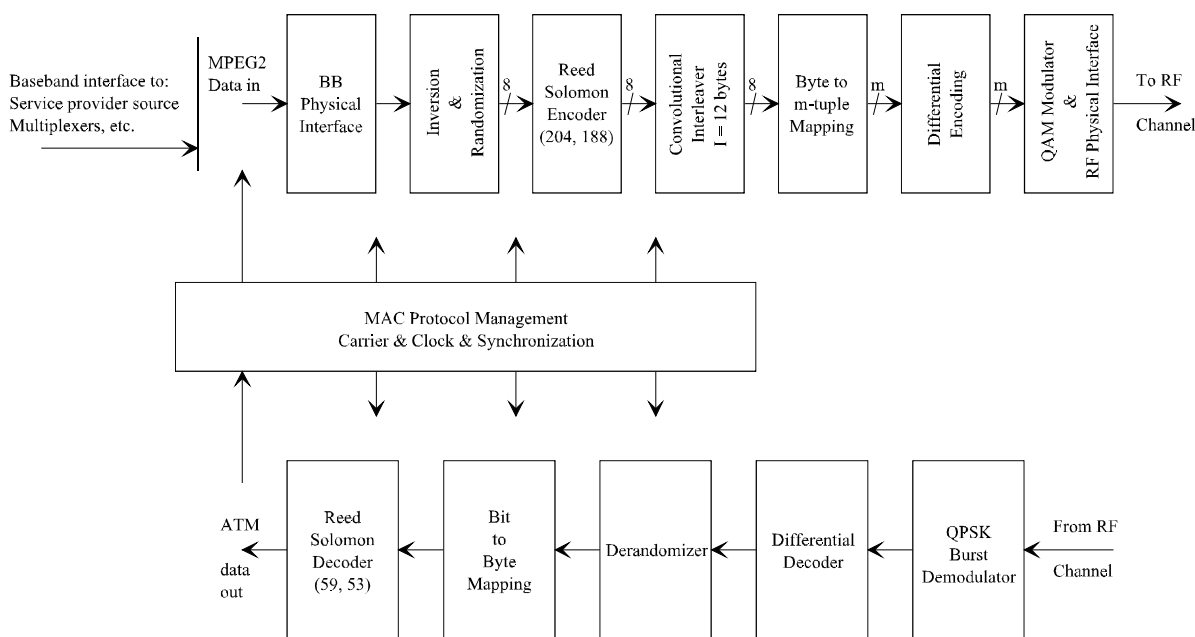 Baseband interface to:
Service provider source
Multiplexers, etc.
MPEG2
Data in
BB
Physical
Interface
Inversion
&
Randomization
8
Reed
Solomon
Encoder
(204, 188)
8
Convolutional
Interleaver
I = 12 bytes
8
Byte to
m-tuple
Mapping
m
Differential
Encoding
m
QAM Modulator
&
RF Physical Interface
To RF
Channel
MAC Protocol Management
Carrier & Clock & Synchronization
ATM
data
out
Reed
Solomon
Decoder
(59, 53)
Bit
to
Byte
Mapping
Derandomizer
Differential
Decoder
QPSK
Burst
Demodulator
From RF
Channel